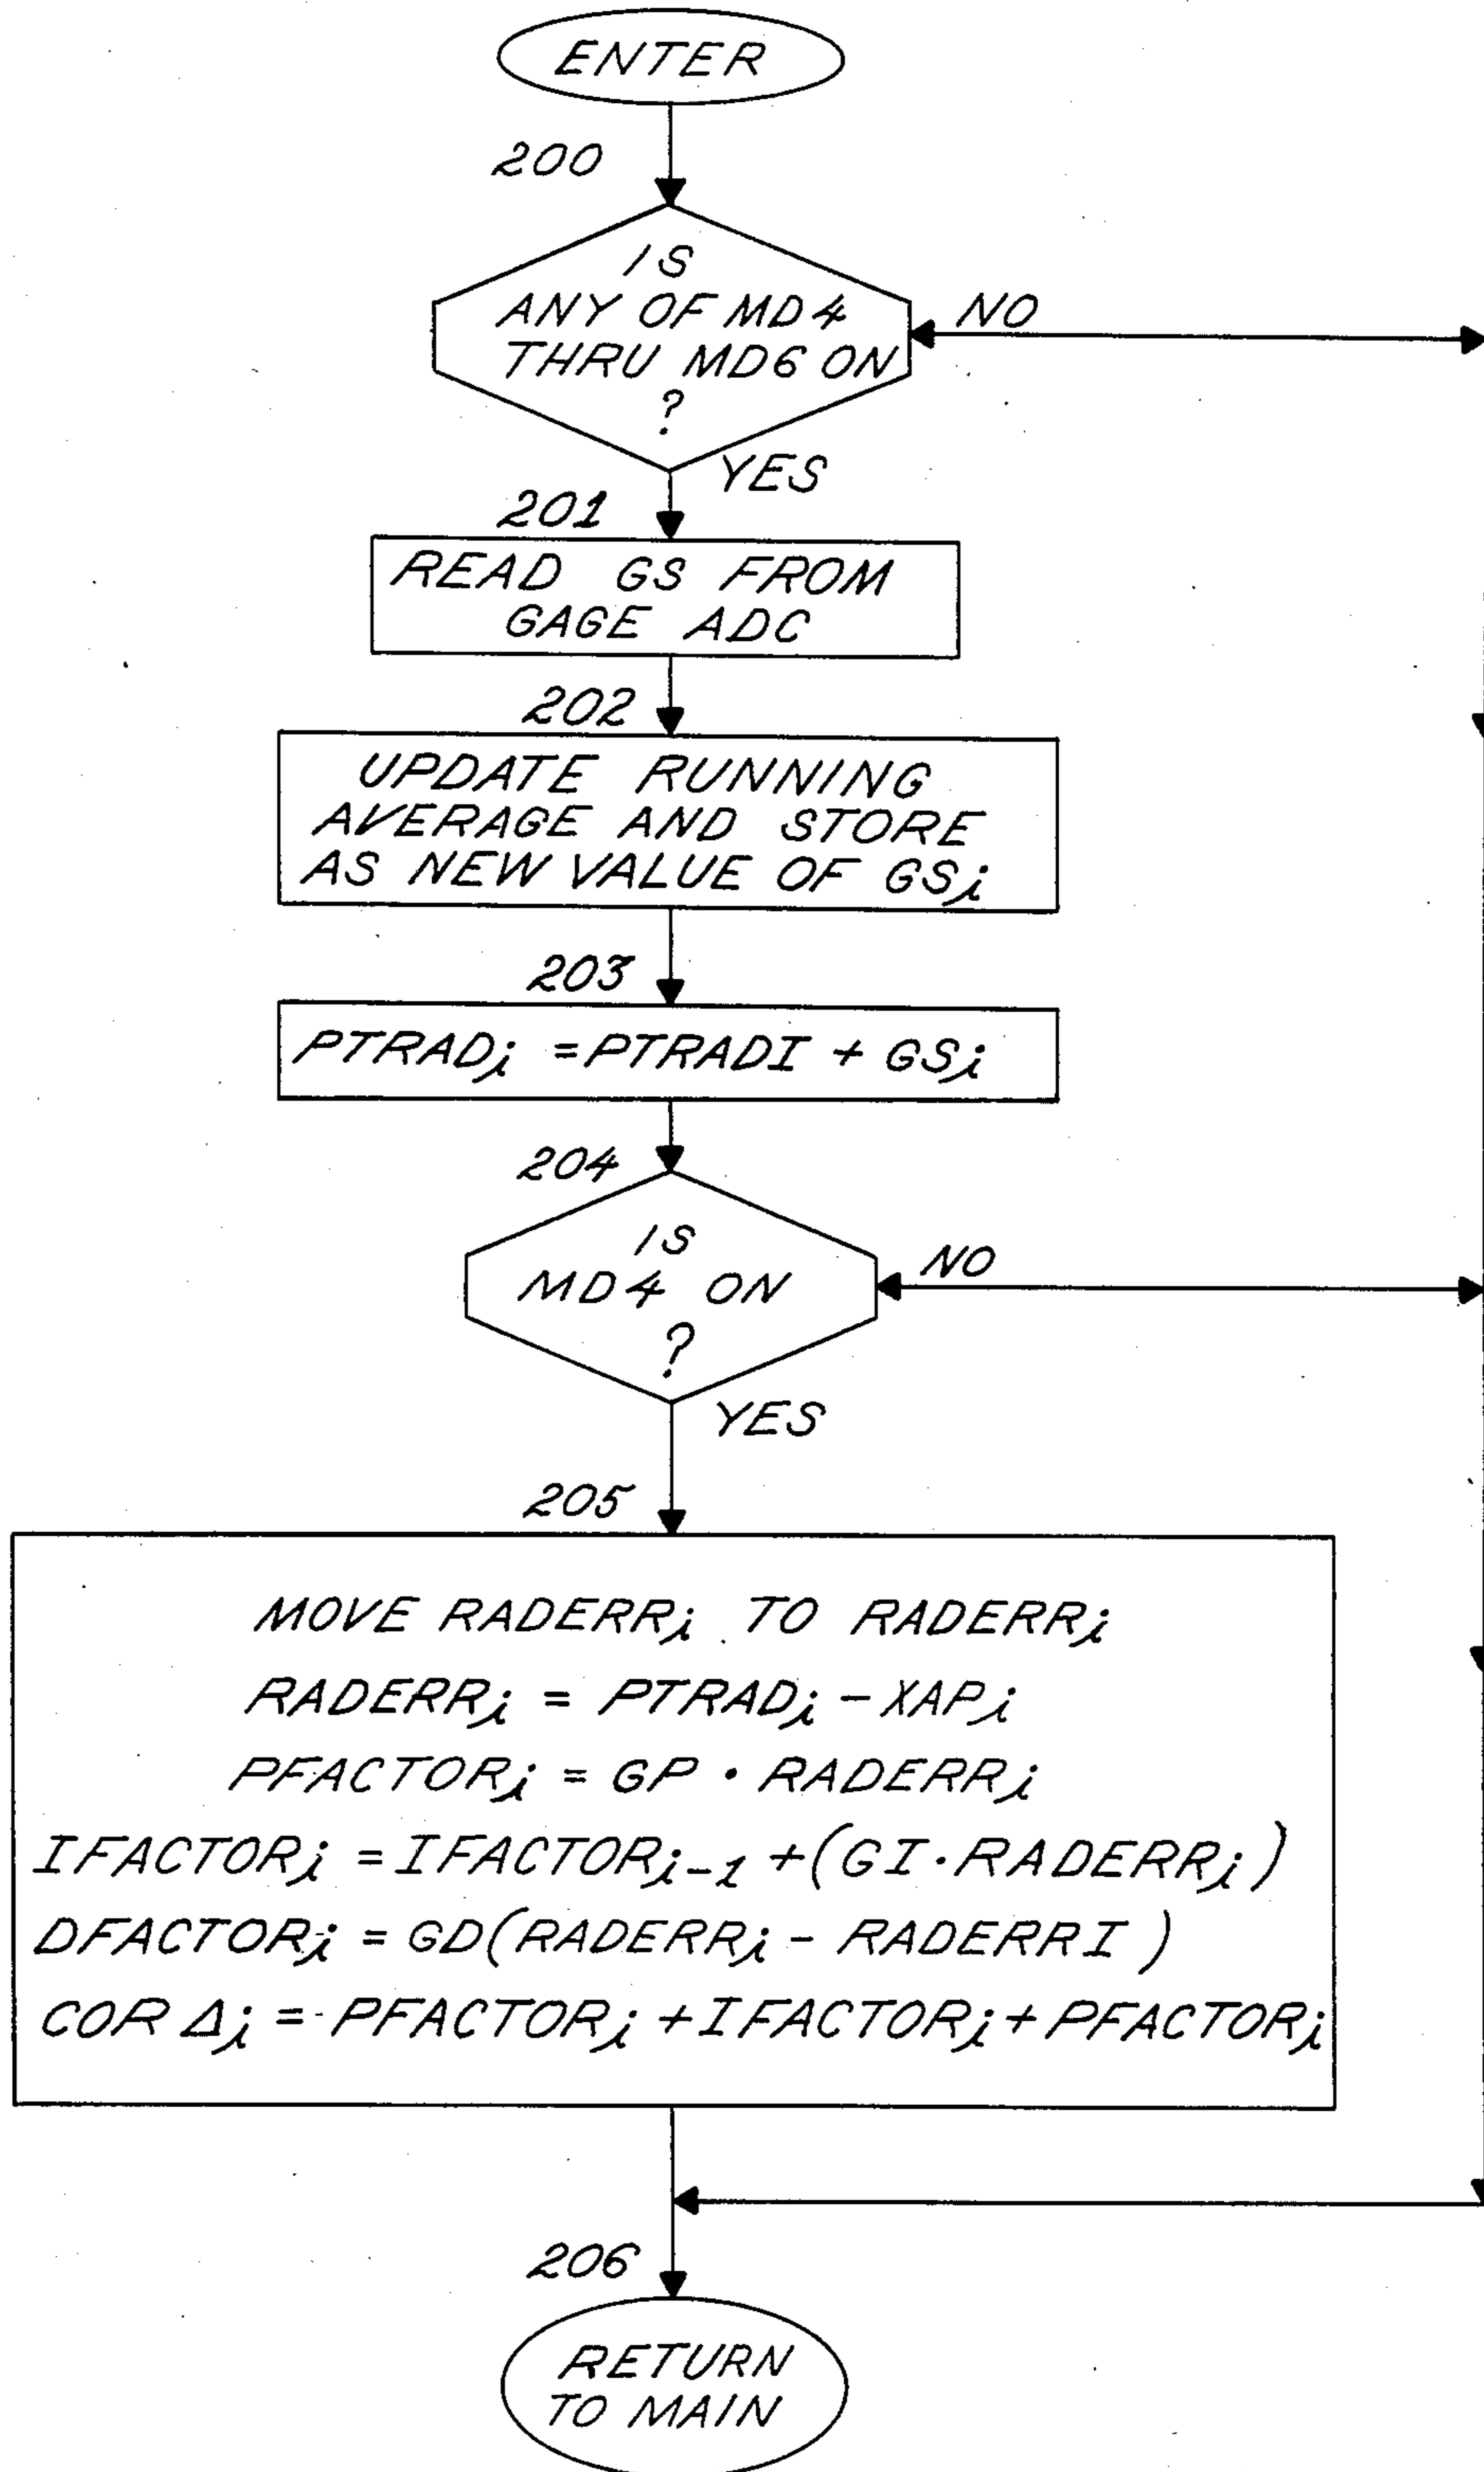 ENTER
200
IS
ANY OF MD4
THRU MD6 ON
?
NO
YES
201
READ GS FROM
GAGE ADC
202
UPDATE RUNNING
AVERAGE AND STORE
AS NEW VALUE OF GSi
203
PTRADi = PTRADI + GSi
204
IS
MD4 ON
?
NO
YES
205
MOVE RADERRi TO RADERRi
RADERRi = PTRADi - XAPi
PFACTORi = GP · RADERRi
IFACTORi = IFACTORi-1 + (GI · RADERRi)
DFACTORi = GD(RADERRi - RADERRI)
COR Δi = PFACTORi + IFACTORi + PFACTORi
206
RETURN
TO MAIN